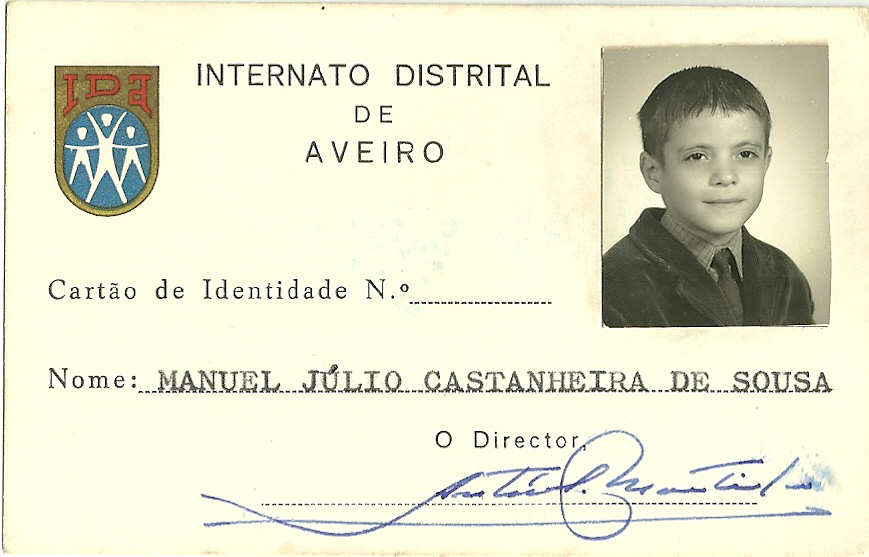 IDA
INTERNATO DISTRITAL
DE
AVEIRO
Cartão de Identidade N.º
Nome: MANUEL JÚLIO CASTANHEIRA DE SOUSA
O Director,